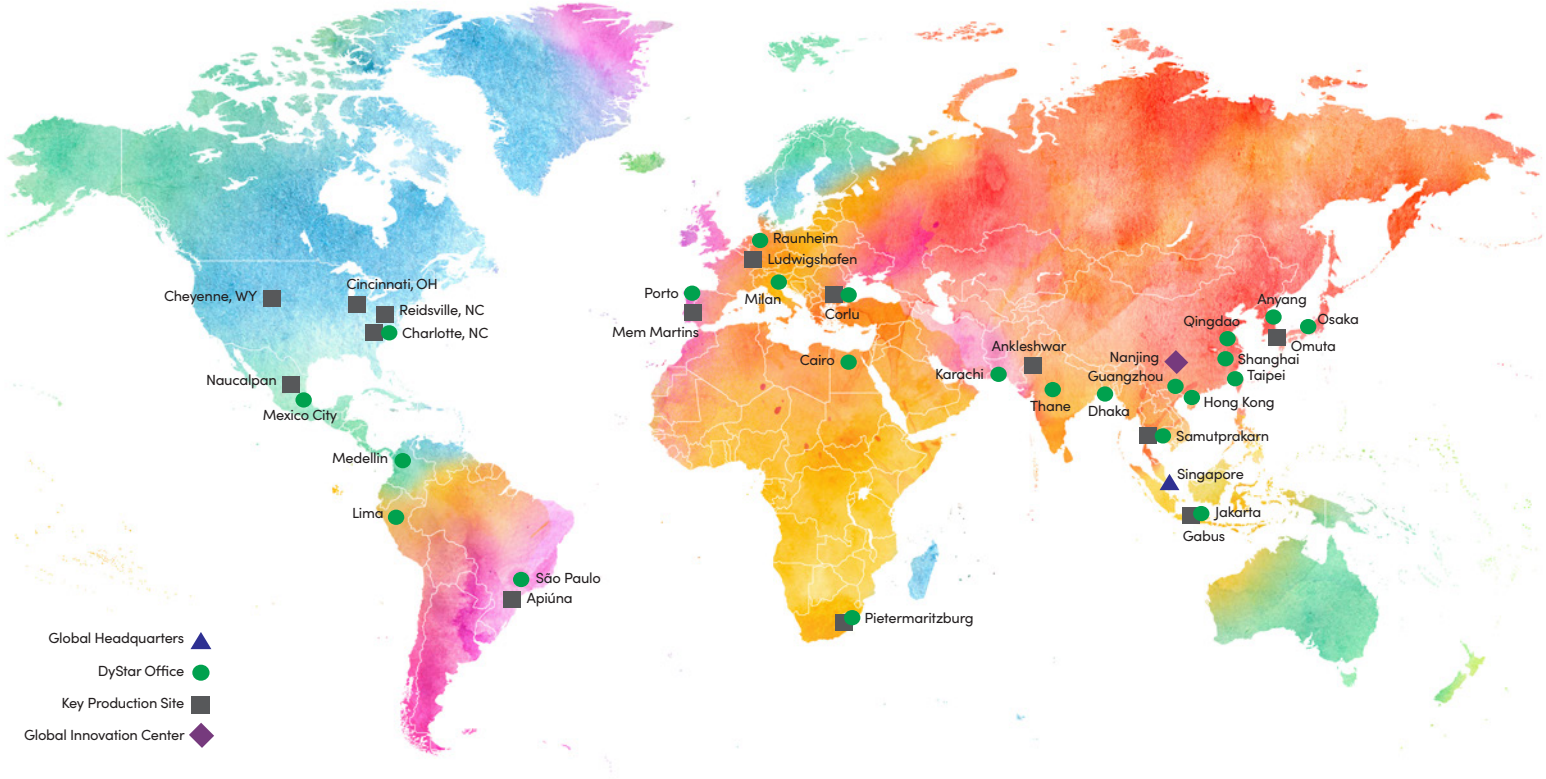 Raunheim
Ludwigshafen
Cincinnati, OH
Cheyenne, WY
Porto
Milan
Anyang
Reidsville, NC
Corlu
Qingdao
Osaka
Charlotte, NC
Mem Martins
Ankleshwar
Omuta
Cairo
Nanjing
Shanghai
Naucalpan
Karachi
Guangzhou
Taipei
Mexico City
Thane
Dhaka
Hong Kong
Medellin
Samutprakarn
Singapore
Lima
Jakarta
Gabus
São Paulo
Apiúna
Pietermaritzburg
Global Headquarters
DyStar Office
Key Production Site
Global Innovation Center